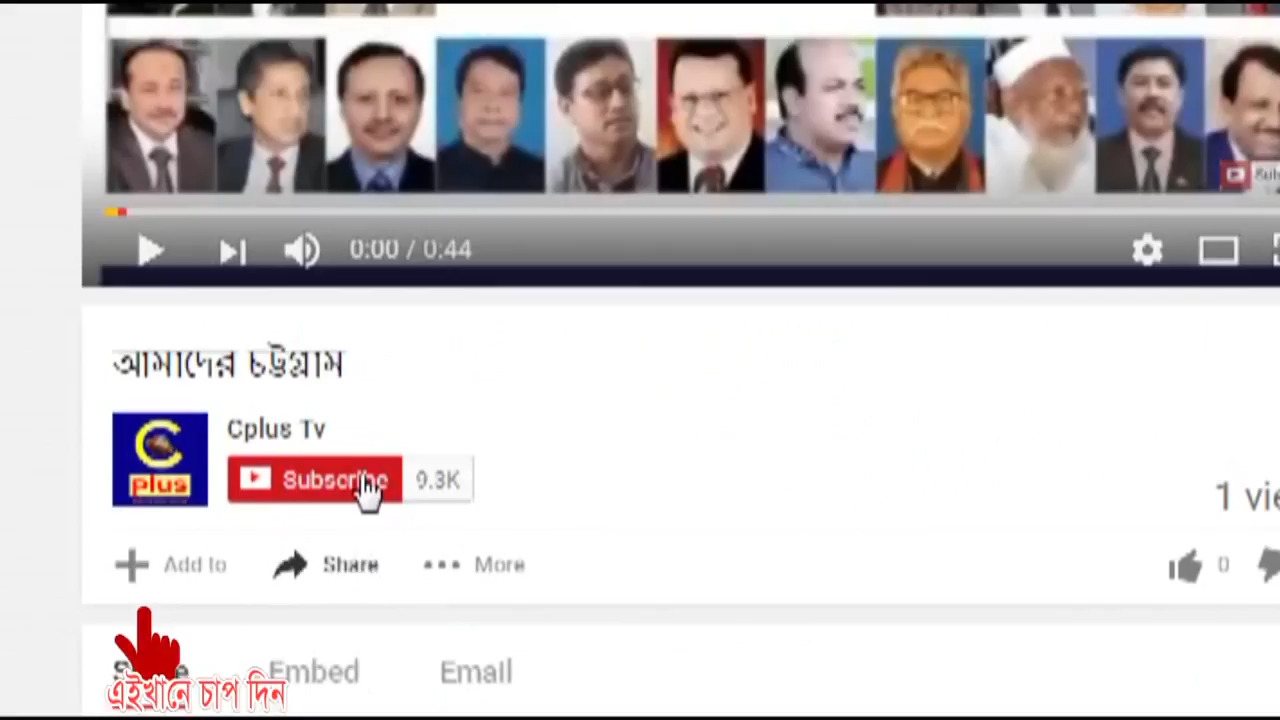 0:00 / 0:44
আমাদের চট্টগ্রাম
C
plus
Cplus Tv
Subscribe 9.3K
1
Add to Share More
0
Embed Email
এইখানে চাপ দিন